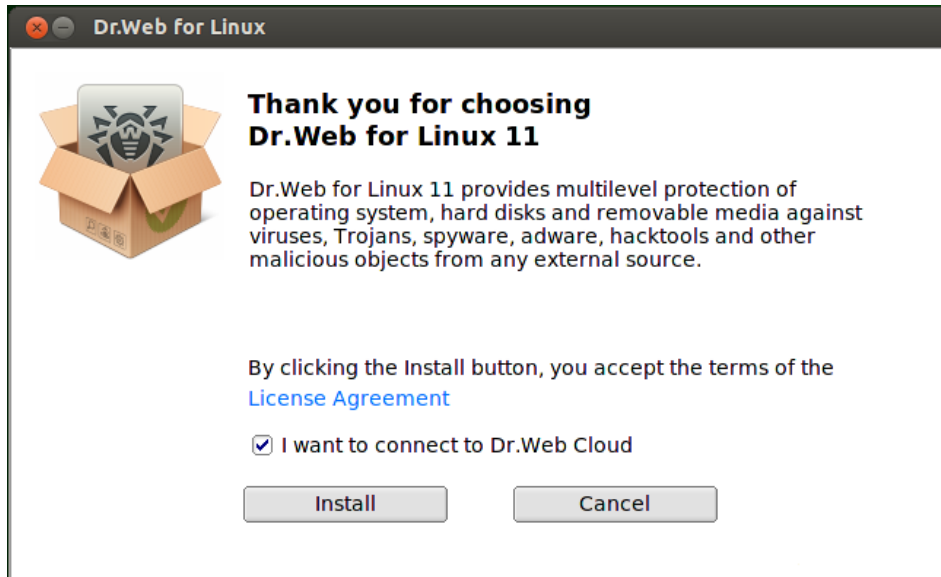 Dr.Web for Linux
Thank you for choosing
Dr.Web for Linux 11
Dr.Web for Linux 11 provides multilevel protection of
operating system, hard disks and removable media against
viruses, Trojans, spyware, adware, hacktools and other
malicious objects from any external source.
By clicking the Install button, you accept the terms of the
License Agreement
I want to connect to Dr.Web Cloud
Install
Cancel